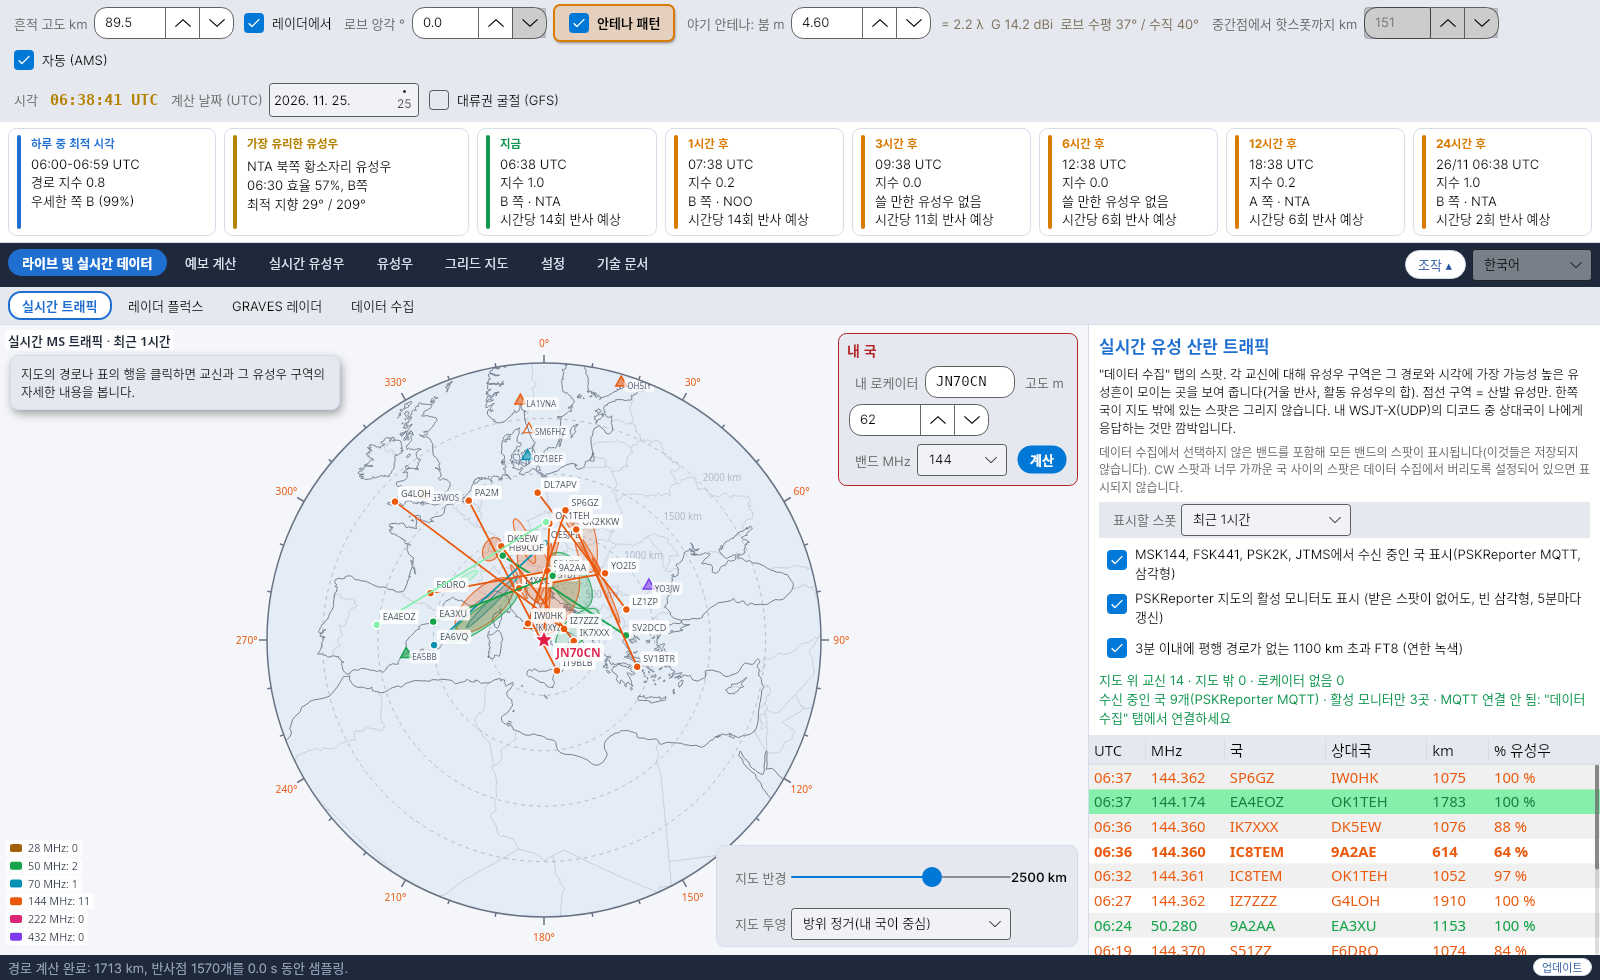 흔적 고도 km 89.5 레이더에서 로브 앙각 ° 0.0 안테나 패턴 야기 안테나: 붐 m 4.60 = 2.2 λ G 14.2 dBi 로브 수평 37° / 수직 40° 중간점에서 핫스폿까지 km 151
자동 (AMS)
시각 06:38:41 UTC 계산 날짜 (UTC) 2026. 11. 25. 25 대류권 굴절 (GFS)
하루 중 최적 시각
06:00-06:59 UTC
경로 지수 0.8
우세한 쪽 B (99%)
가장 유리한 유성우
NTA 북쪽 황소자리 유성우
06:30 효율 57%, B쪽
최적 지향 29° / 209°
지금
06:38 UTC
지수 1.0
B 쪽 · NTA
시간당 14회 반사 예상
1시간 후
07:38 UTC
지수 0.2
B 쪽 · NOO
시간당 14회 반사 예상
3시간 후
09:38 UTC
지수 0.0
쓸 만한 유성우 없음
시간당 11회 반사 예상
6시간 후
12:38 UTC
지수 0.0
쓸 만한 유성우 없음
시간당 6회 반사 예상
12시간 후
18:38 UTC
지수 0.2
A 쪽 · NTA
시간당 6회 반사 예상
24시간 후
26/11 06:38 UTC
지수 1.0
B 쪽 · NTA
시간당 2회 반사 예상
라이브 및 실시간 데이터 예보 계산 실시간 유성우 유성우 그리드 지도 설정 기술 문서 조작 ▴ 한국어
실시간 트래픽 레이더 플럭스 GRAVES 레이더 데이터 수집
실시간 MS 트래픽 · 최근 1시간
지도의 경로나 표의 행을 클릭하면 교신과 그 유성우 구역의
자세한 내용을 봅니다.
0°
30°
60°
90°
120°
150°
180°
210°
240°
270°
300°
330°
2000 km
1500 km
1000 km
500
LA1VNA
SM6FHZ
OZ1BEF
G4LOH
G3WOS
PA2M
DL7APV
SP6GZ
OK1TEH
OK2KKW
DK5EW
HB9COF
9A2AA
YO2IS
YO3JW
F6DRO
LZ1ZP
EA4EOZ
EA3XU
IW0HK
IZ7ZZZ
SV2DCD
IK7XXX
EA6VQ
JN70CN
EA5BB
IT9BLB
SV1BTR
내 국
내 로케이터 JN70CN 고도 m
62
밴드 MHz 144 계산
28 MHz: 0
50 MHz: 2
70 MHz: 1
144 MHz: 11
222 MHz: 0
432 MHz: 0
지도 반경 2500 km
지도 투영 방위 정거(내 국이 중심)
실시간 유성 산란 트래픽
"데이터 수집" 탭의 스팟. 각 교신에 대해 유성우 구역은 그 경로와 시각에 가장 가능성 높은 유
성흔이 모이는 곳을 보여 줍니다(거울 반사, 활동 유성우의 합). 점선 구역 = 산발 유성만. 한쪽
국이 지도 밖에 있는 스팟은 그리지 않습니다. 내 WSJT-X(UDP)의 디코드 중 상대국이 나에게
응답하는 것만 깜박입니다.
데이터 수집에서 선택하지 않은 밴드를 포함해 모든 밴드의 스팟이 표시됩니다(이것들은 저장되지
않습니다). CW 스팟과 너무 가까운 국 사이의 스팟은 데이터 수집에서 버리도록 설정되어 있으면 표
시되지 않습니다.
표시할 스폿 최근 1시간
MSK144, FSK441, PSK2K, JTMS에서 수신 중인 국 표시(PSKReporter MQTT,
삼각형)
PSKReporter 지도의 활성 모니터도 표시 (받은 스팟이 없어도, 빈 삼각형, 5분마다
갱신)
3분 이내에 평행 경로가 없는 1100 km 초과 FT8 (연한 녹색)
지도 위 교신 14 · 지도 밖 0 · 로케이터 없음 0
수신 중인 국 9개(PSKReporter MQTT) · 활성 모니터만 3곳 · MQTT 연결 안 됨: "데이터
수집" 탭에서 연결하세요
UTC MHz 국 상대국 km % 유성우
06:37 144.362 SP6GZ IW0HK 1075 100 %
06:37 144.174 EA4EOZ OK1TEH 1783 100 %
06:36 144.360 IK7XXX DK5EW 1076 88 %
06:36 144.360 IC8TEM 9A2AE 614 64 %
06:32 144.361 IC8TEM OK1TEH 1052 97 %
06:27 144.362 IZ7ZZZ G4LOH 1910 100 %
06:24 50.280 9A2AA EA3XU 1153 100 %
06:19 144.370 S51ZZ F6DRO 1074 84 %
경로 계산 완료: 1713 km, 반사점 1570개를 0.0 s 동안 샘플링.
업데이트